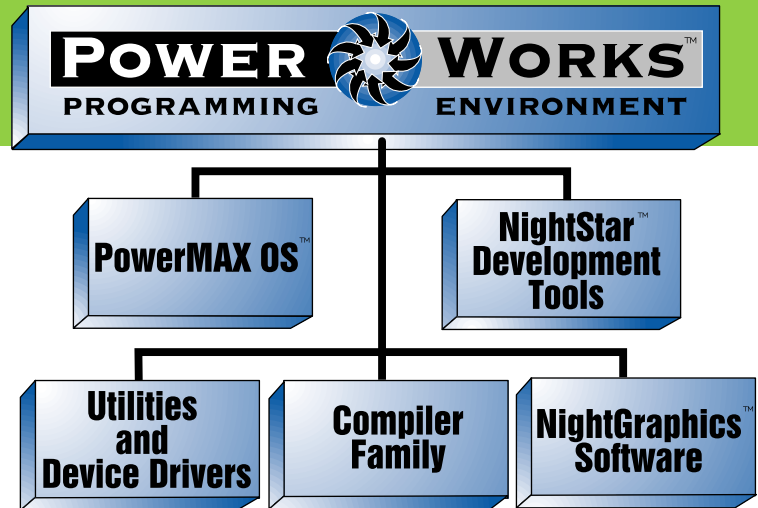 POWER WORKS™
PROGRAMMING ENVIRONMENT
PowerMAX OS™
NightStar™
Development
Tools
Utilities
and
Device Drivers
Compiler
Family
NightGraphics™
Software